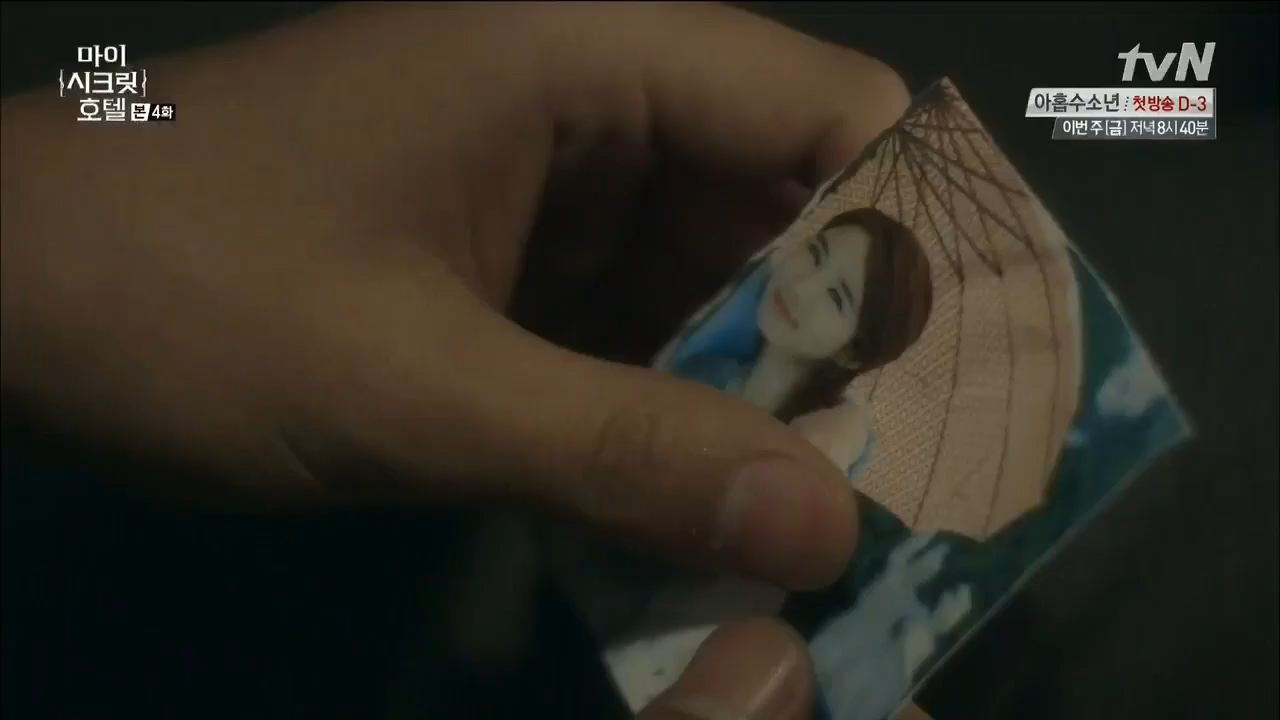 마이
{시크릿}
호텔 본 4화
tvN
아홉수소년 : 첫방송 D-3
이번 주 [금] 저녁 8시 40분